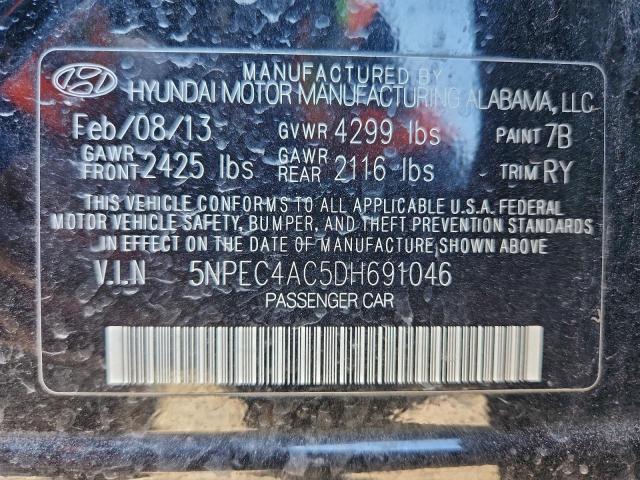 MANUFACTURED BY
HYUNDAI MOTOR MANUFACTURING ALABAMA, LLC
Feb/08/13 GVWR 4299 lbs PAINT 7B
GAWR FRONT 2425 lbs GAWR REAR 2116 lbs TRIM RY
THIS VEHICLE CONFORMS TO ALL APPLICABLE U.S.A. FEDERAL
MOTOR VEHICLE SAFETY, BUMPER, AND THEFT PREVENTION STANDARDS
IN EFFECT ON THE DATE OF MANUFACTURE SHOWN ABOVE
V.I.N 5NPEC4AC5DH691046
PASSENGER CAR